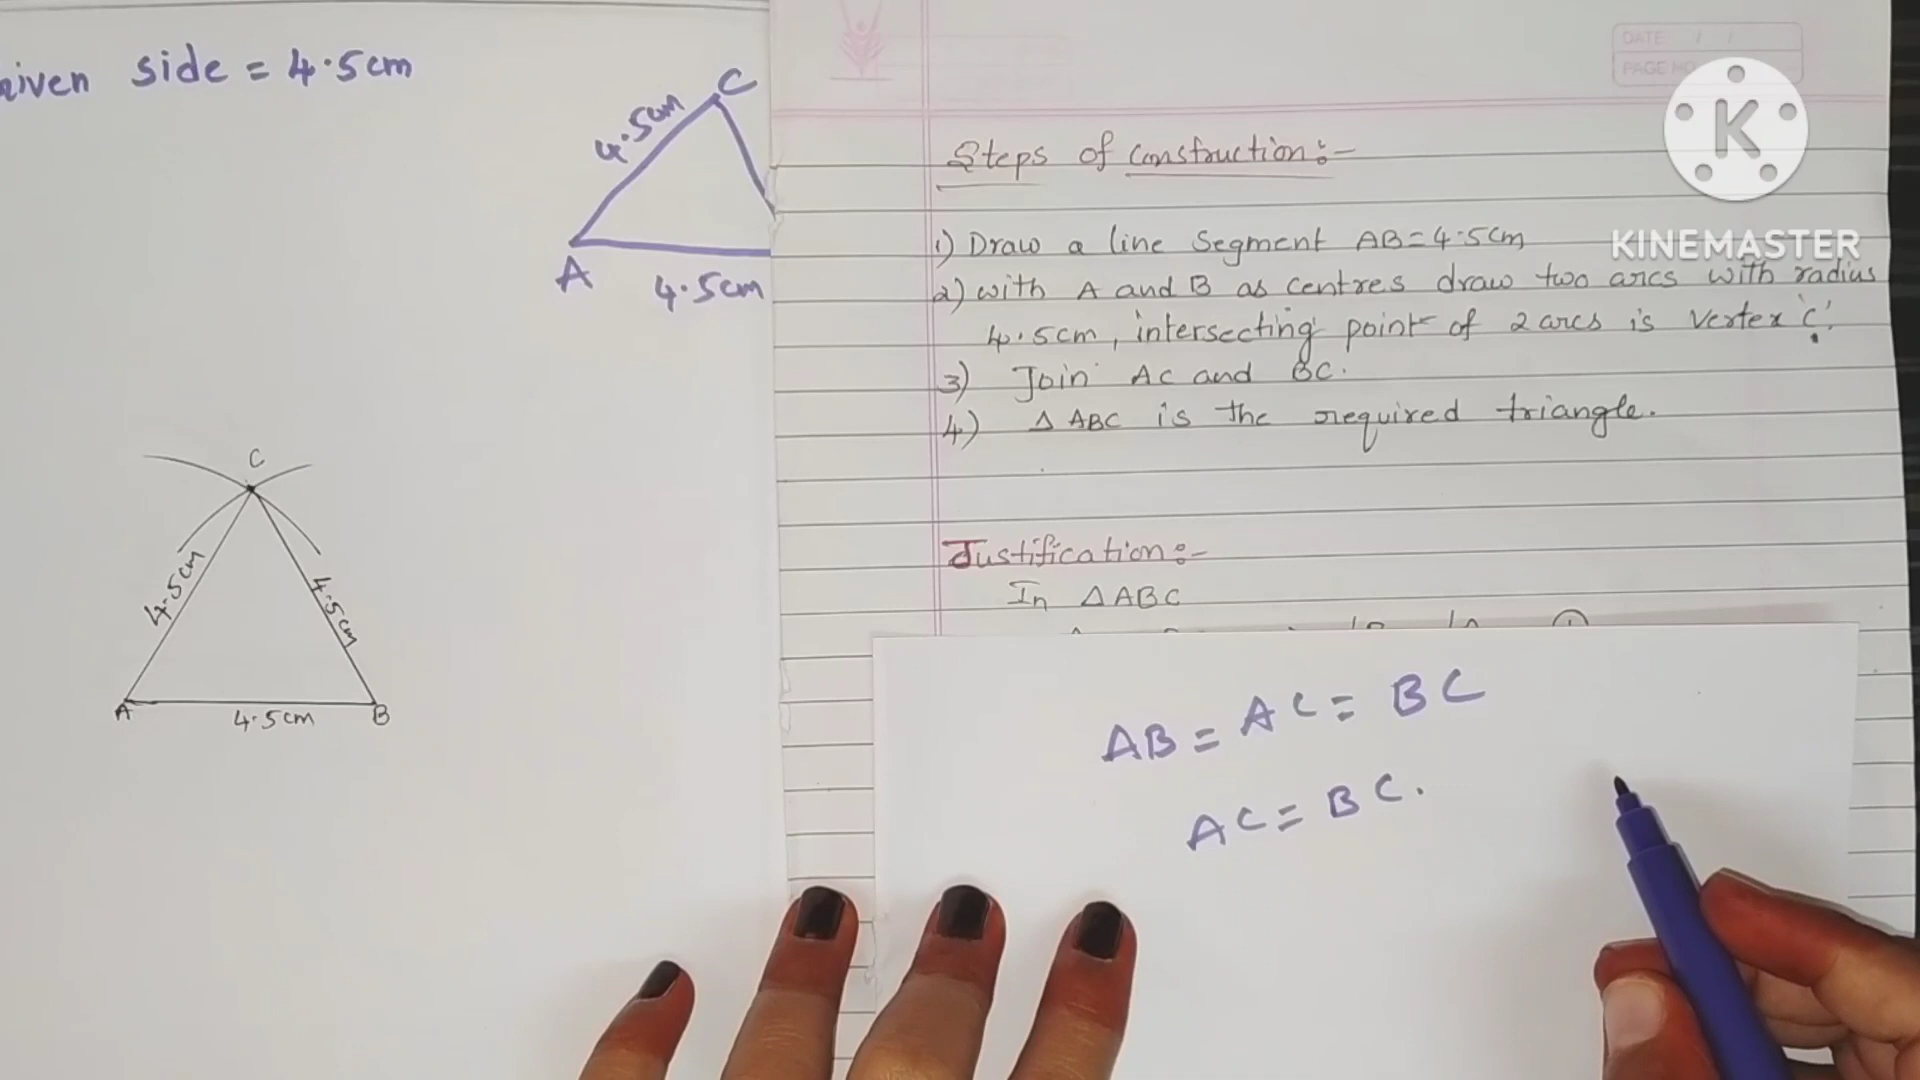 side = 4.5cm
C
4.5cm
A
4.5cm
C
4.5cm
4.5cm
A
4.5cm
B
DATE / /
PAGE NO
K
KINEMASTER
Steps of Construction:-
1) Draw a line Segment AB=4.5cm
2) with A and B as centres draw two arcs with radius
4.5cm, intersecting point of 2 arcs is vertex 'C'.
3) Join AC and BC.
4) Δ ABC is the required triangle.
Justification:-
In ΔABC
AB = AC = BC
AC = BC.